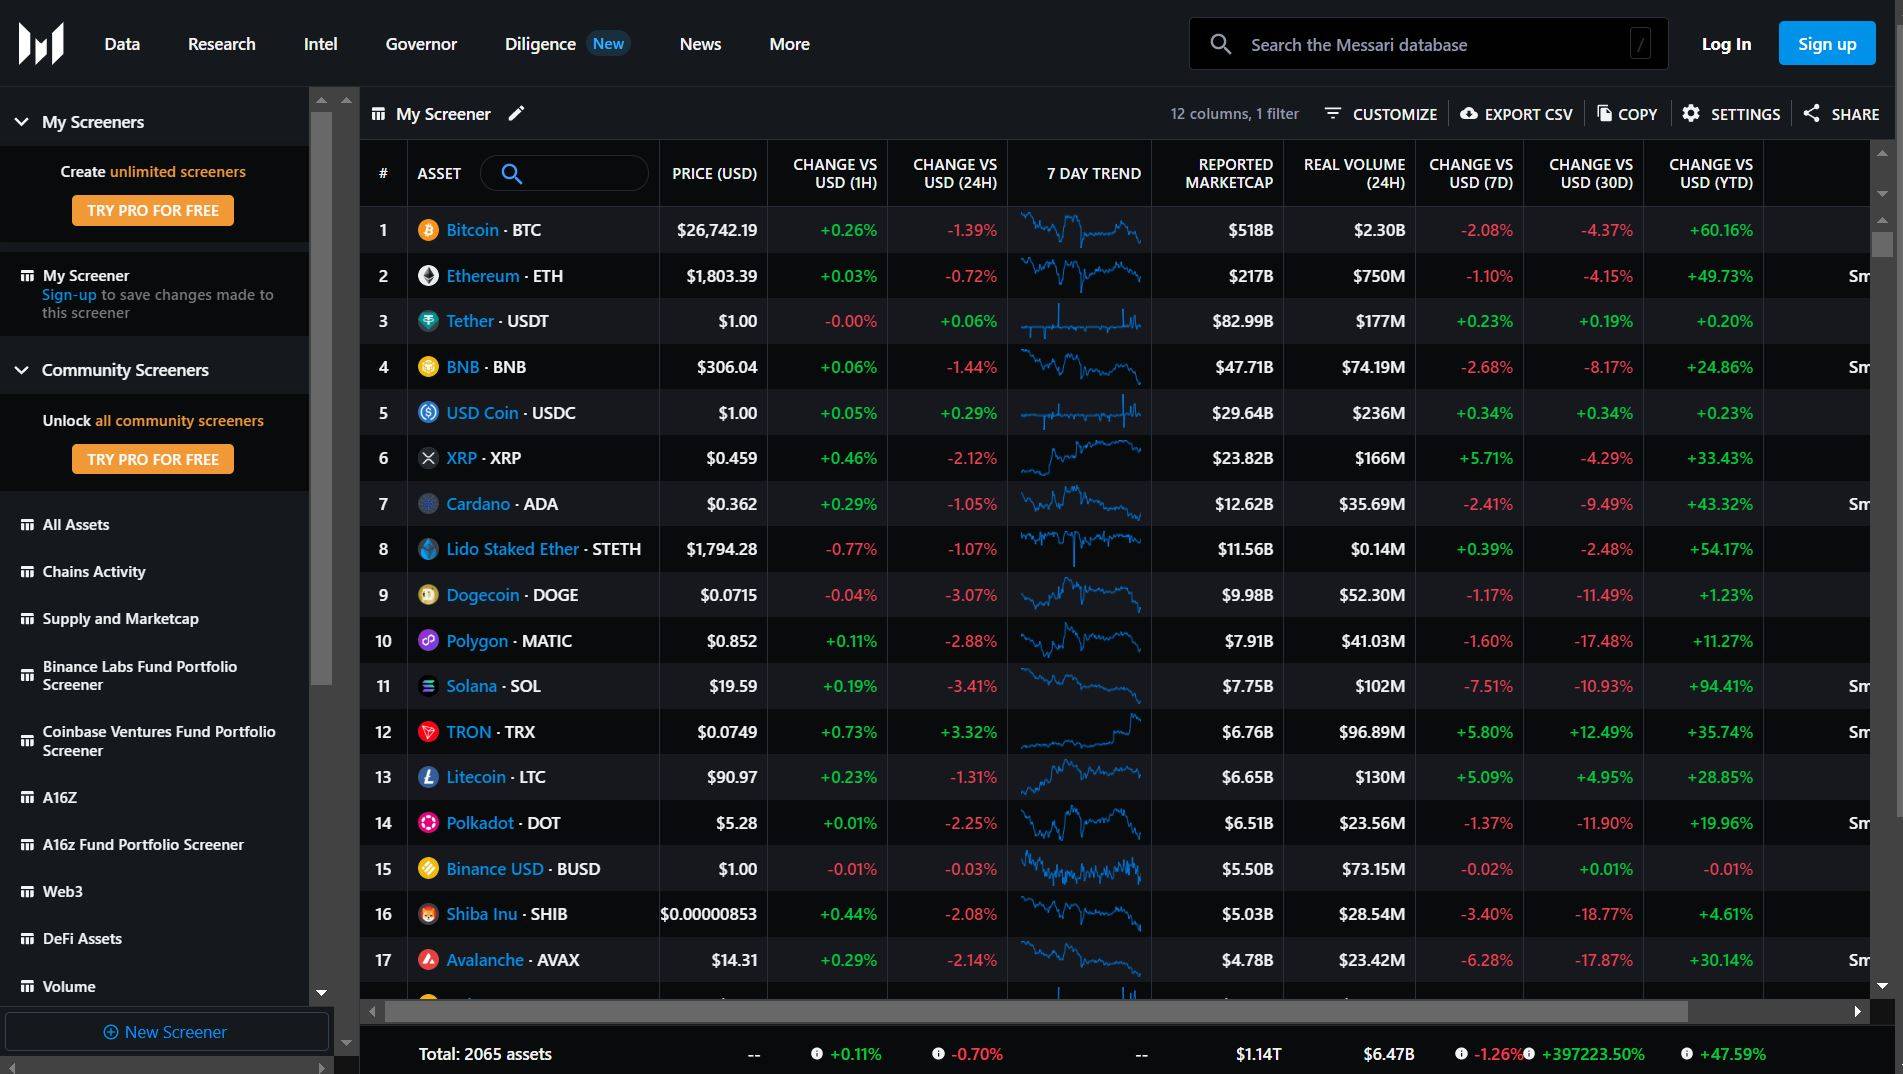 Data Research Intel Governor Diligence New News More Search the Messari database / Log In Sign up
My Screeners
Create unlimited screeners
TRY PRO FOR FREE
My Screener
Sign-up to save changes made to
this screener
Community Screeners
Unlock all community screeners
TRY PRO FOR FREE
All Assets
Chains Activity
Supply and Marketcap
Binance Labs Fund Portfolio
Screener
Coinbase Ventures Fund Portfolio
Screener
A16Z
A16z Fund Portfolio Screener
Web3
DeFi Assets
Volume
New Screener
My Screener 12 columns, 1 filter CUSTOMIZE EXPORT CSV COPY SETTINGS SHARE
# ASSET PRICE (USD) CHANGE VS USD (1H) CHANGE VS USD (24H) 7 DAY TREND REPORTED MARKETCAP REAL VOLUME (24H) CHANGE VS USD (7D) CHANGE VS USD (30D) CHANGE VS USD (YTD)
1 Bitcoin · BTC $26,742.19 +0.26% -1.39% $518B $2.30B -2.08% -4.37% +60.16%
2 Ethereum · ETH $1,803.39 +0.03% -0.72% $217B $750M -1.10% -4.15% +49.73% Sm
3 Tether · USDT $1.00 -0.00% +0.06% $82.99B $177M +0.23% +0.19% +0.20%
4 BNB · BNB $306.04 +0.06% -1.44% $47.71B $74.19M -2.68% -8.17% +24.86% Sm
5 USD Coin · USDC $1.00 +0.05% +0.29% $29.64B $236M +0.34% +0.34% +0.23%
6 XRP · XRP $0.459 +0.46% -2.12% $23.82B $166M +5.71% -4.29% +33.43%
7 Cardano · ADA $0.362 +0.29% -1.05% $12.62B $35.69M -2.41% -9.49% +43.32% Sm
8 Lido Staked Ether · STETH $1,794.28 -0.77% -1.07% $11.56B $0.14M +0.39% -2.48% +54.17%
9 Dogecoin · DOGE $0.0715 -0.04% -3.07% $9.98B $52.30M -1.17% -11.49% +1.23%
10 Polygon · MATIC $0.852 +0.11% -2.88% $7.91B $41.03M -1.60% -17.48% +11.27%
11 Solana · SOL $19.59 +0.19% -3.41% $7.75B $102M -7.51% -10.93% +94.41% Sm
12 TRON · TRX $0.0749 +0.73% +3.32% $6.76B $96.89M +5.80% +12.49% +35.74% Sm
13 Litecoin · LTC $90.97 +0.23% -1.31% $6.65B $130M +5.09% +4.95% +28.85%
14 Polkadot · DOT $5.28 +0.01% -2.25% $6.51B $23.56M -1.37% -11.90% +19.96% Sm
15 Binance USD · BUSD $1.00 -0.01% -0.03% $5.50B $73.15M -0.02% +0.01% -0.01%
16 Shiba Inu · SHIB $0.00000853 +0.44% -2.08% $5.03B $28.54M -3.40% -18.77% +4.61%
17 Avalanche · AVAX $14.31 +0.29% -2.14% $4.78B $23.42M -6.28% -17.87% +30.14% Sm
Total: 2065 assets -- +0.11% -0.70% -- $1.14T $6.47B -1.26% +397223.50% +47.59%